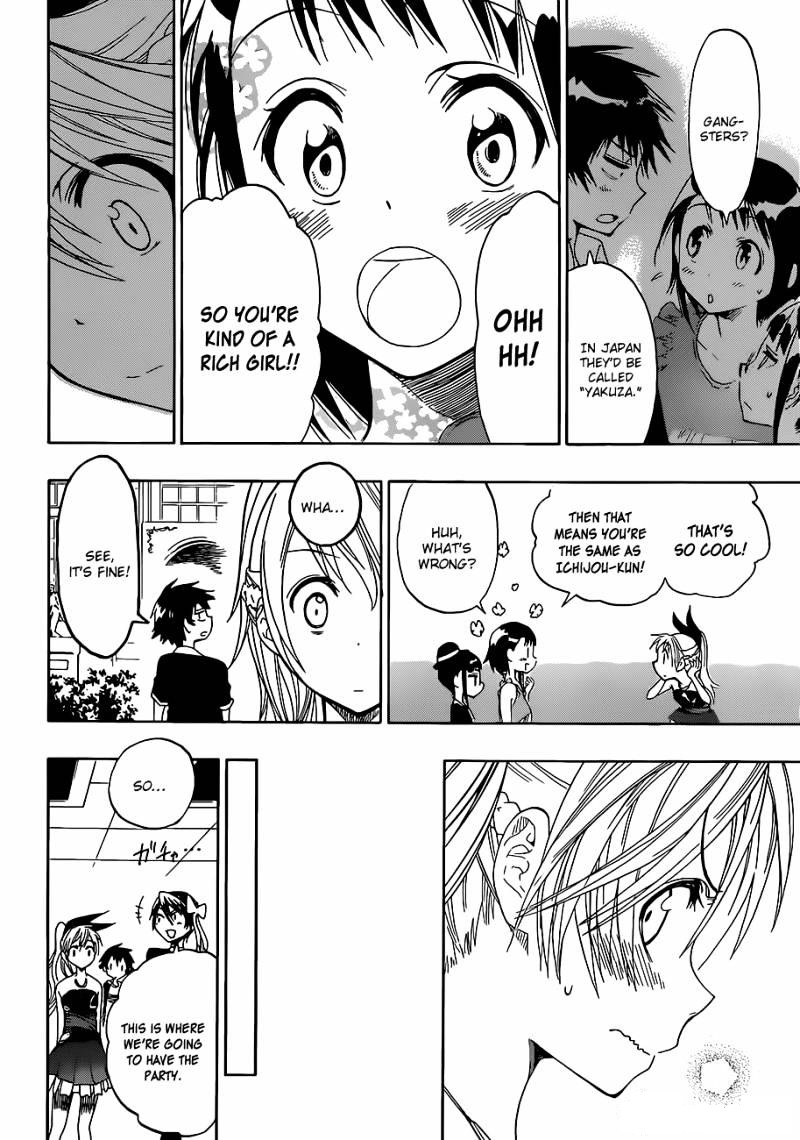 GANG-
STERS?
IN JAPAN
THEY'D BE
CALLED
"YAKUZA."
OHH
HH!
SO YOU'RE
KIND OF A
RICH GIRL!!
THAT'S
SO COOL!
THEN THAT
MEANS YOU'RE
THE SAME AS
ICHIJOU-KUN!
HUH,
WHAT'S
WRONG?
WHA...
SEE,
IT'S FINE!
SO...
ガチャ…
THIS IS WHERE
WE'RE GOING
TO HAVE THE
PARTY.